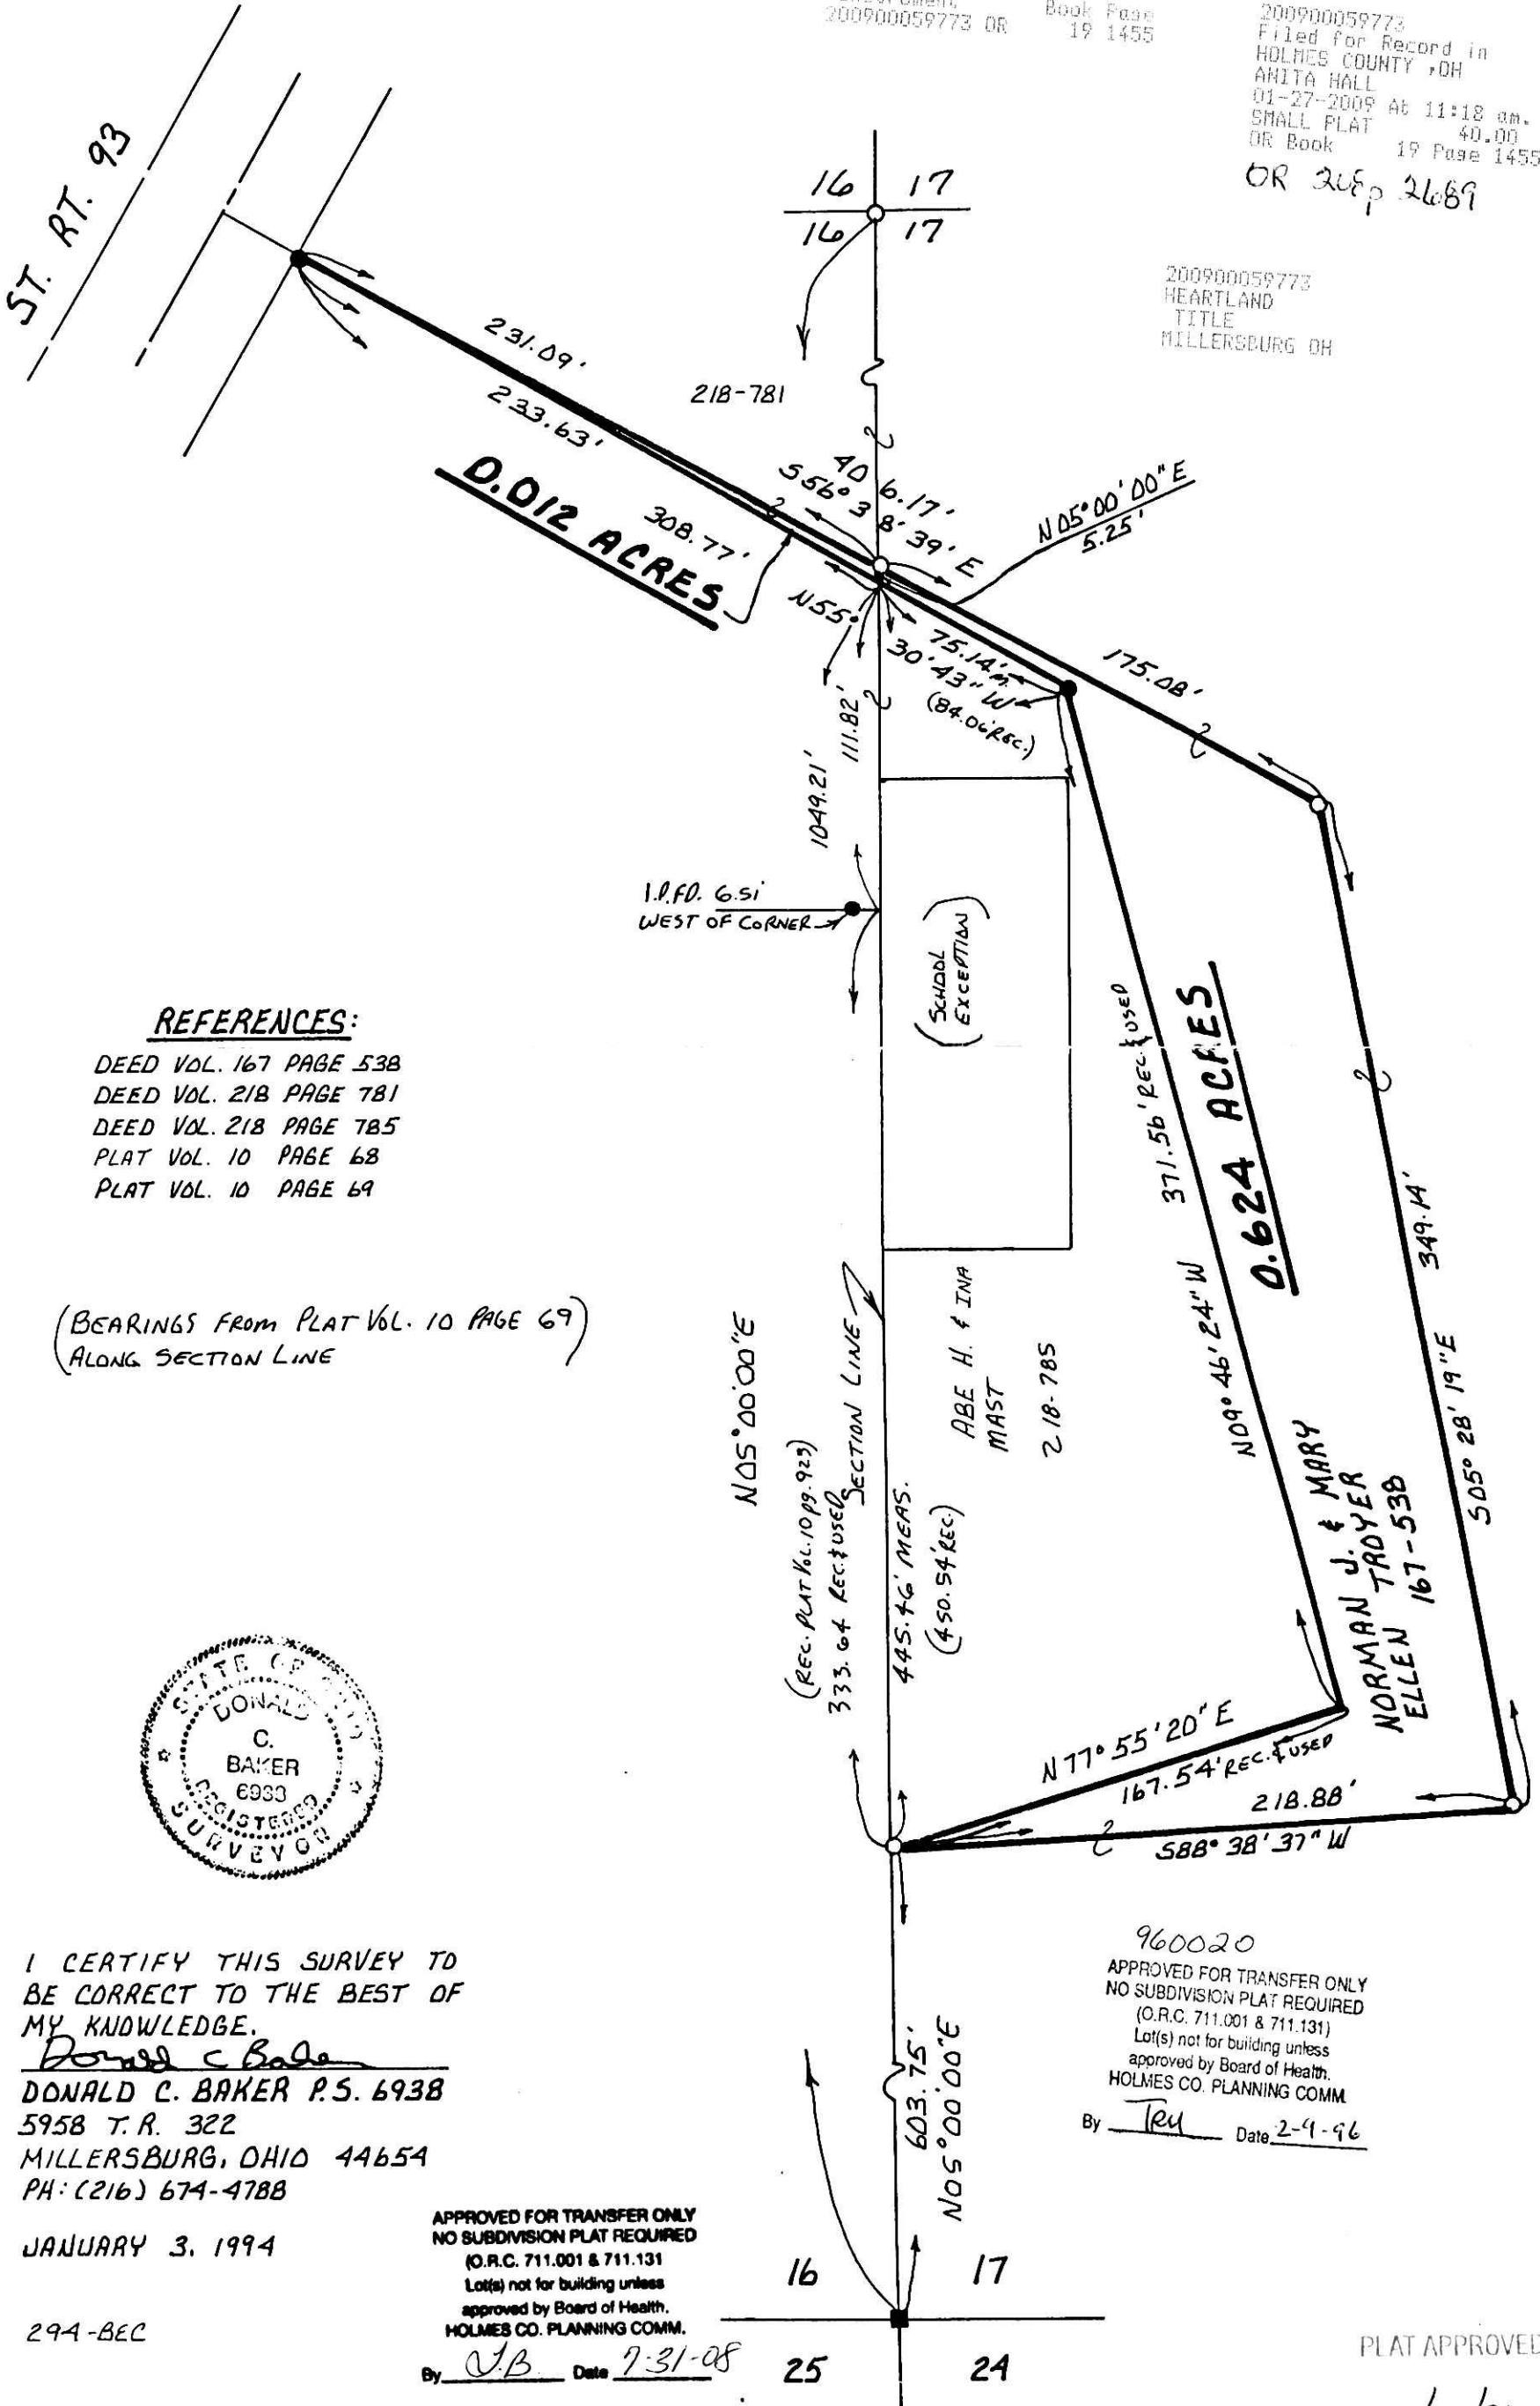 200900059773 OR
Book Page
19 1455
200900059773
Filed for Record in
HOLMES COUNTY ,OH
ANITA HALL
01-27-2009 At 11:18 am.
SMALL PLAT 40.00
OR Book 19 Page 1455
OR 2689
200900059773
HEARTLAND
TITLE
MILLERSBURG OH
ST. RT. 93
16 17
16 17
231.09'
233.63'
218-781
0.012 ACRES
308.77'
406.17'
S56°38'39' E
N05°00'00"E
5.25'
N55°30'43"W
75.14'm.
(84.06'REC.)
175.08'
111.82'
1049.21'
I.P.FD. 6.51
WEST OF CORNER
(SCHOOL
EXCEPTION)
REFERENCES:
DEED VOL. 167 PAGE 538
DEED VOL. 218 PAGE 781
DEED VOL. 218 PAGE 785
PLAT VOL. 10 PAGE 68
PLAT VOL. 10 PAGE 69
371.56' REC.& USED
N09°46'24"W
0.624 ACRES
349.14'
S05°28'19"E
(BEARINGS FROM PLAT VOL. 10 PAGE 69)
(ALONG SECTION LINE)
N05°00'00"E
SECTION LINE
ABE H. & INA
MAST
218-785
(REC. PLAT VOL.10 pg.929)
333.64 REC.& USED
445.46' MEAS.
(450.54'REC.)
NORMAN J. & MARY
ELLEN TROYER
167-538
N77°55'20"E
167.54' REC.& USED
218.88'
S88°38'37"W
STATE OF OHIO
DONALD
C.
BAKER
6938
REGISTERED
SURVEYOR
I CERTIFY THIS SURVEY TO
BE CORRECT TO THE BEST OF
MY KNOWLEDGE.
Donald C Baker
DONALD C. BAKER P.S. 6938
5958 T.R. 322
MILLERSBURG, OHIO 44654
PH: (216) 674-4788
JANUARY 3, 1994
294-BEC
960020
APPROVED FOR TRANSFER ONLY
NO SUBDIVISION PLAT REQUIRED
(O.R.C. 711.001 & 711.131)
Lot(s) not for building unless
approved by Board of Health.
HOLMES CO. PLANNING COMM.
By Date 2-9-96
603.75'
N05°00'00"E
APPROVED FOR TRANSFER ONLY
NO SUBDIVISION PLAT REQUIRED
(O.R.C. 711.001 & 711.131
Lot(s) not for building unless
approved by Board of Health.
HOLMES CO. PLANNING COMM.
By J.B Date 7-31-08
16 17
25 24
PLAT APPROVED